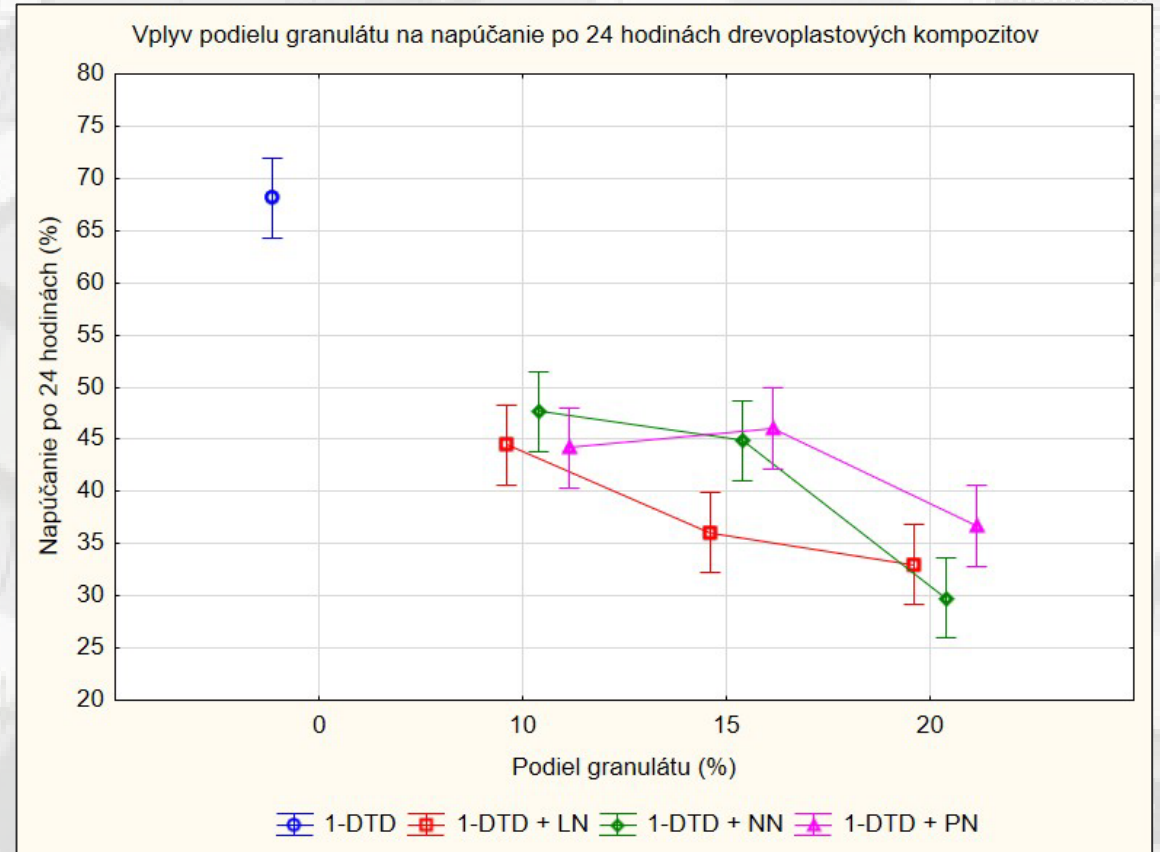 Vplyv podielu granulátu na napúčanie po 24 hodinách drevoplastových kompozitov
80
75
70
65
60
55
50
45
40
35
30
25
20
Napúčanie po 24 hodinách (%)
0 10 15 20
Podiel granulátu (%)
1-DTD 1-DTD + LN 1-DTD + NN 1-DTD + PN